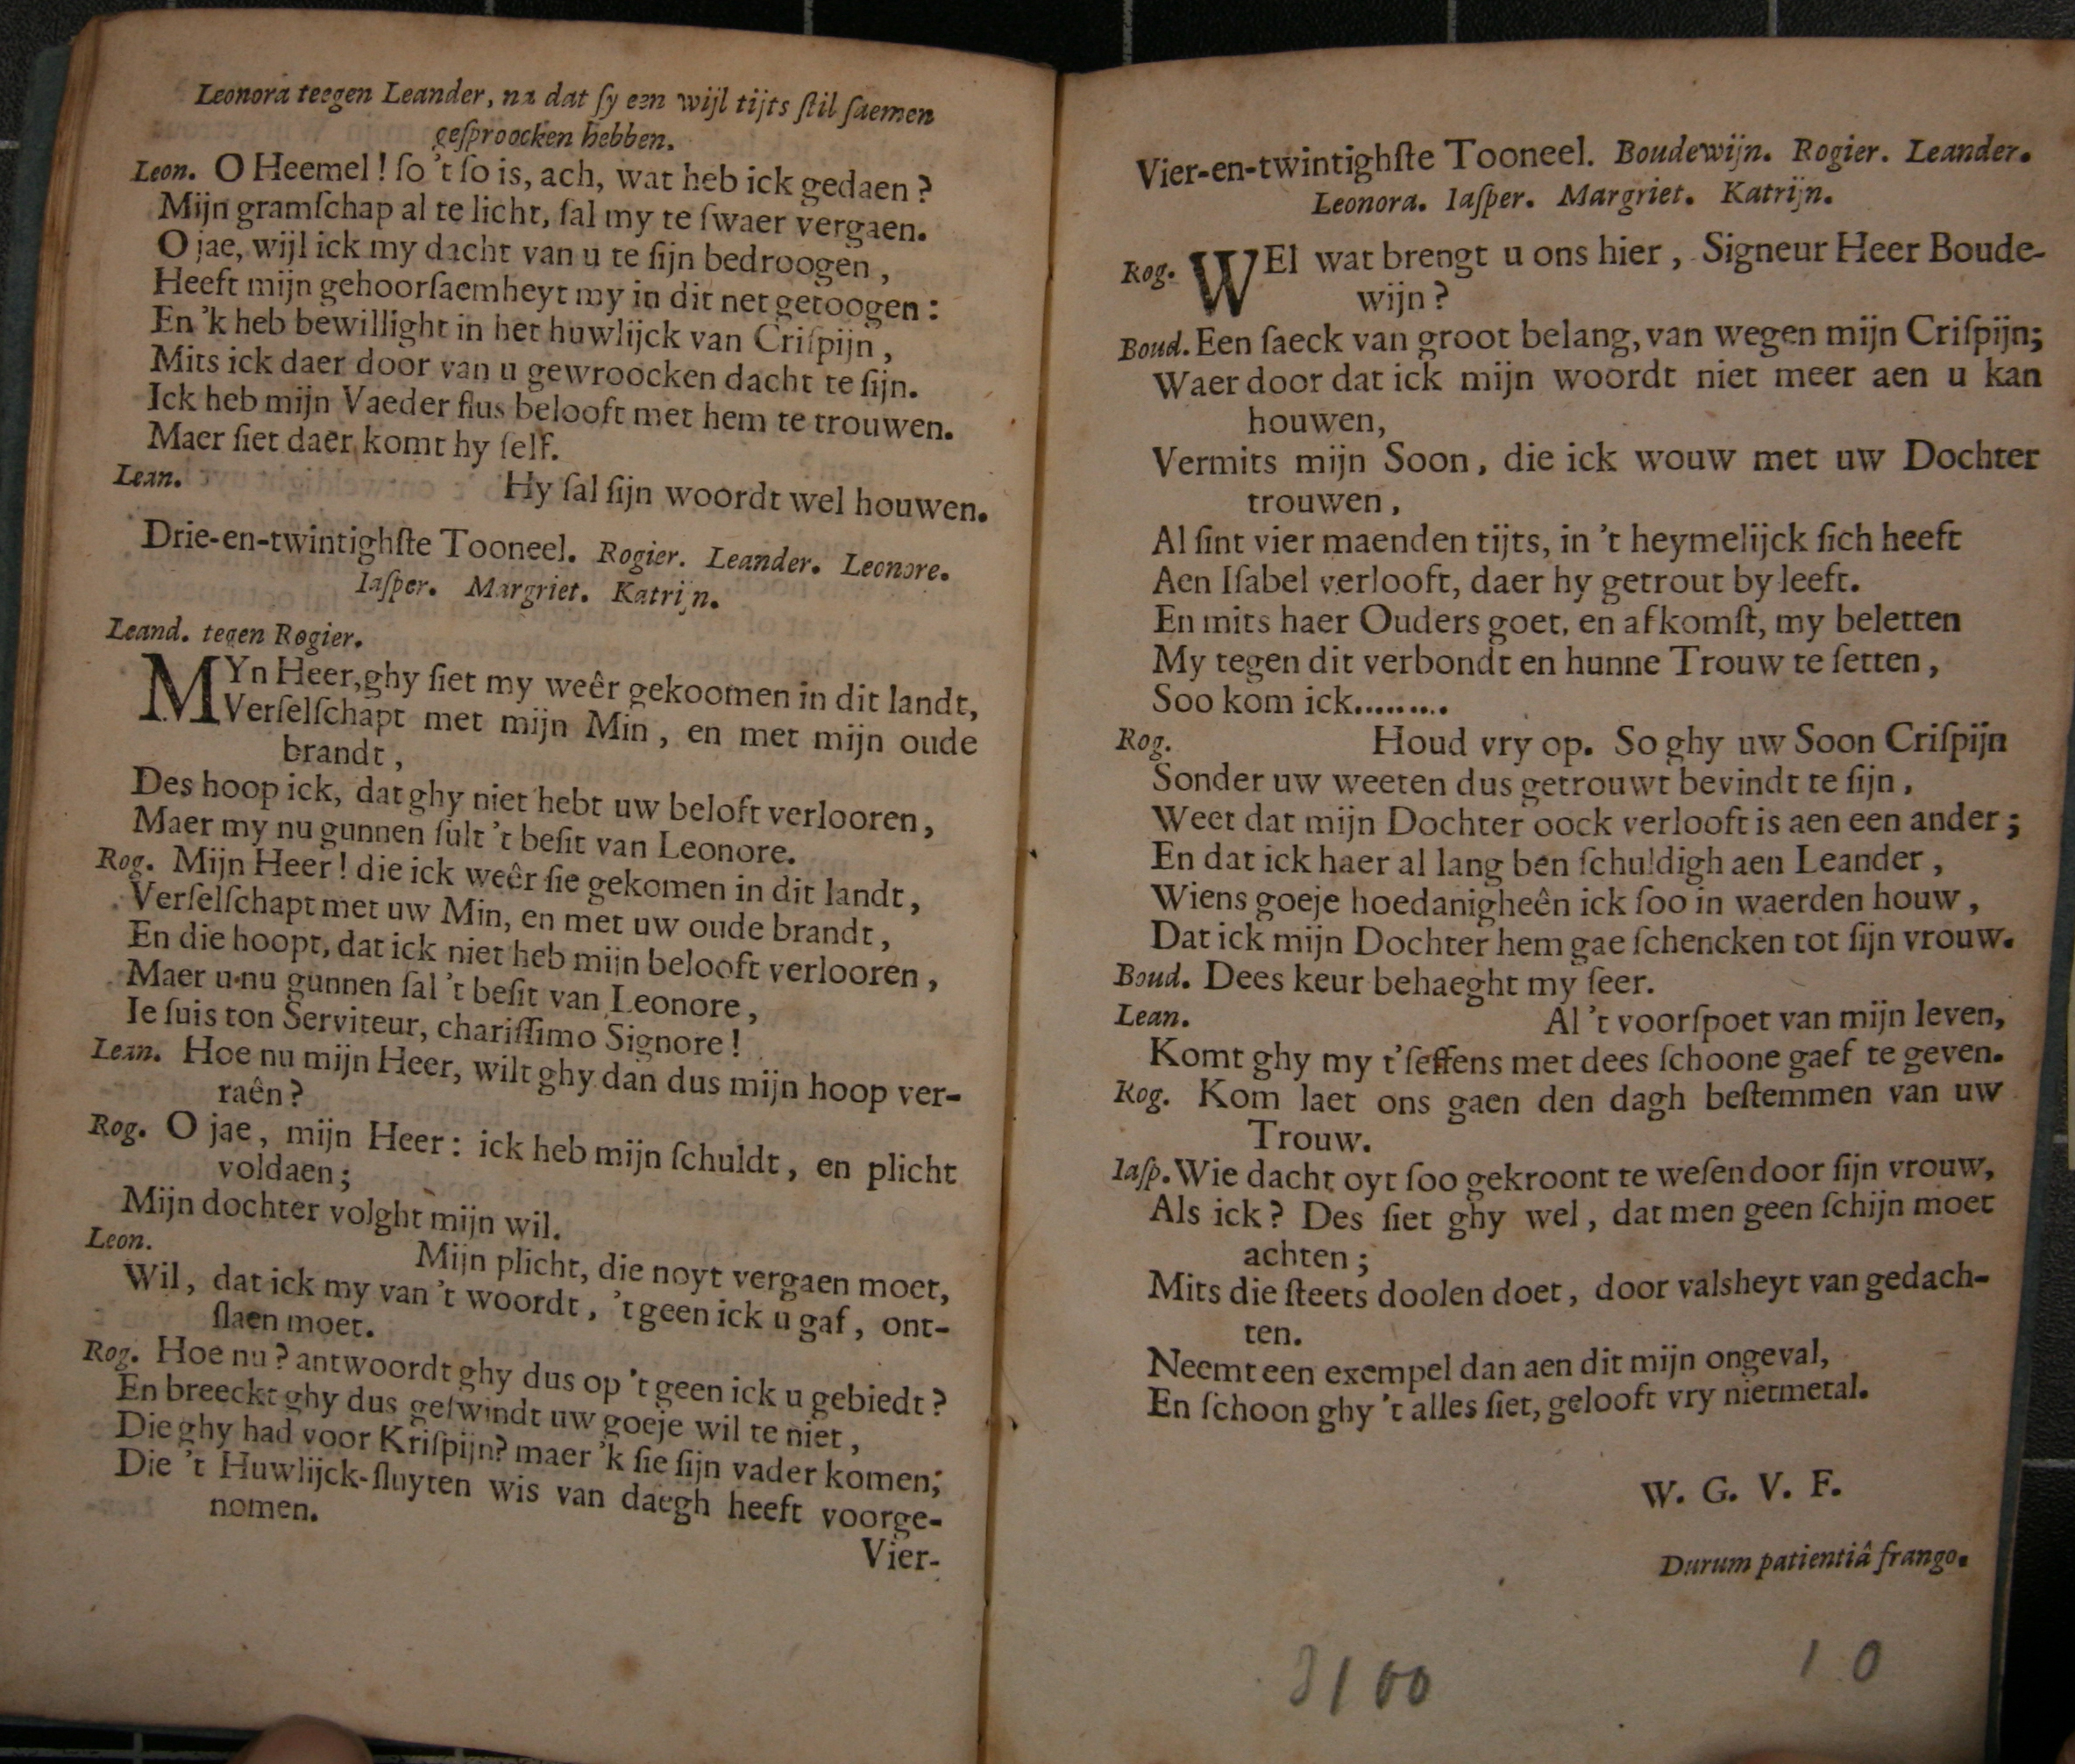 Leonora teegen Leander, na dat ſy een wijl tijts ſtil ſaemen
geſproocken hebben.
Leon. O Heemel! ſo 't ſo is, ach, wat heb ick gedaen?
Mijn gramſchap al te licht, ſal my te ſwaer vergaen.
O jae, wijl ick my dacht van u te ſijn bedroogen,
Heeft mijn gehoorſaemheyt my in dit net getoogen:
En 'k heb bewillight in het huwlijck van Criſpijn,
Mits ick daer door van u gewroocken dacht te ſijn.
Ick heb mijn Vaeder flus belooft met hem te trouwen.
Maer ſiet daer komt hy ſelf.
Lean. Hy ſal ſijn woordt wel houwen.
Drie-en-twintighſte Tooneel. Rogier. Leander. Leonore.
Iaſper. Margriet. Katrijn.
Leand. tegen Rogier.
MYn Heer, ghy ſiet my weêr gekoomen in dit landt,
Verſelſchapt met mijn Min, en met mijn oude
brandt,
Des hoop ick, dat ghy niet hebt uw beloft verlooren,
Maer my nu gunnen ſult 't beſit van Leonore.
Rog. Mijn Heer! die ick weêr ſie gekomen in dit landt,
Verſelſchapt met uw Min, en met uw oude brandt,
En die hoopt, dat ick niet heb mijn belooft verlooren,
Maer u nu gunnen ſal 't beſit van Leonore,
Ie ſuis ton Serviteur, chariſſimo Signore!
Lean. Hoe nu mijn Heer, wilt ghy dan dus mijn hoop ver-
raên?
Rog. O jae, mijn Heer: ick heb mijn ſchuldt, en plicht
voldaen;
Mijn dochter volght mijn wil.
Leon. Mijn plicht, die noyt vergaen moet,
Wil, dat ick my van 't woordt, 't geen ick u gaf, ont-
ſlaen moet.
Rog. Hoe nu? antwoordt ghy dus op 't geen ick u gebiedt?
En breeckt ghy dus geſwindt uw goeje wil te niet,
Die ghy had voor Kriſpijn? maer 'k ſie ſijn vader komen;
Die 't Huwlijck-ſluyten wis van daegh heeft voorge-
nomen.
Vier-
Vier-en-twintighſte Tooneel. Boudewijn. Rogier. Leander.
Leonora. Iaſper. Margriet. Katrijn.
Rog. WEl wat brengt u ons hier, Signeur Heer Boude-
wijn?
Boud. Een ſaeck van groot belang, van wegen mijn Criſpijn;
Waer door dat ick mijn woordt niet meer aen u kan
houwen,
Vermits mijn Soon, die ick wouw met uw Dochter
trouwen,
Al ſint vier maenden tijts, in 't heymelijck ſich heeft
Aen Iſabel verlooft, daer hy getrout by leeft.
En mits haer Ouders goet, en afkomſt, my beletten
My tegen dit verbondt en hunne Trouw te ſetten,
Soo kom ick.........
Rog. Houd vry op. So ghy uw Soon Criſpijn
Sonder uw weeten dus getrouwt bevindt te ſijn,
Weet dat mijn Dochter oock verlooft is aen een ander;
En dat ick haer al lang ben ſchuldigh aen Leander,
Wiens goeje hoedanigheên ick ſoo in waerden houw,
Dat ick mijn Dochter hem gae ſchencken tot ſijn vrouw.
Boud. Dees keur behaeght my ſeer.
Lean. Al 't voorſpoet van mijn leven,
Komt ghy my t'ſeffens met dees ſchoone gaef te geven.
Rog. Kom laet ons gaen den dagh beſtemmen van uw
Trouw.
Iaſp. Wie dacht oyt ſoo gekroont te weſen door ſijn vrouw,
Als ick? Des ſiet ghy wel, dat men geen ſchijn moet
achten;
Mits die ſteets doolen doet, door valsheyt van gedach-
ten.
Neemt een exempel dan aen dit mijn ongeval,
En ſchoon ghy 't alles ſiet, gelooft vry nietmetal.
W. G. V. F.
Durum patientiâ frango.
3100 10